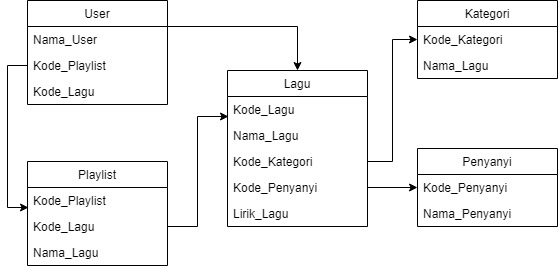 User
Nama_User
Kode_Playlist
Kode_Lagu
Playlist
Kode_Playlist
Kode_Lagu
Nama_Lagu
Lagu
Kode_Lagu
Nama_Lagu
Kode_Kategori
Kode_Penyanyi
Lirik_Lagu
Kategori
Kode_Kategori
Nama_Lagu
Penyanyi
Kode_Penyanyi
Nama_Penyanyi